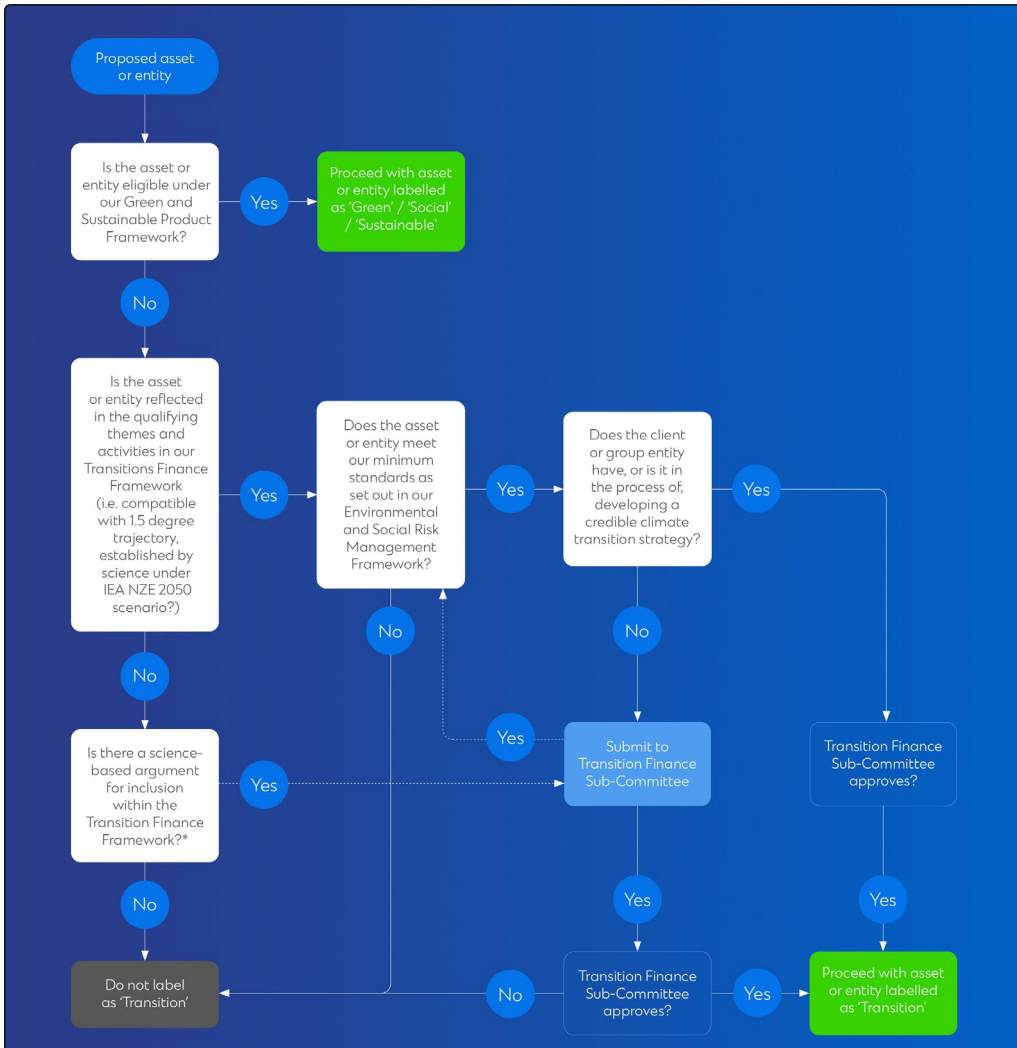 Proposed asset
or entity
Is the asset or
entity eligible under
our Green and
Sustainable Product
Framework?
Yes
Proceed with asset
or entity labelled
as ‘Green’ / ‘Social’
/ ‘Sustainable’
No
Is the asset
or entity reflected
in the qualifying
themes and
activities in our
Transitions Finance
Framework
(i.e. compatible
with 1.5 degree
trajectory,
established by
science under
IEA NZE 2050
scenario?)
Yes
Does the asset
or entity meet
our minimum
standards as
set out in our
Environmental
and Social Risk
Management
Framework?
Yes
Does the client
or group entity
have, or is it in
the process of,
developing a
credible climate
transition strategy?
Yes
No
No
No
Is there a science-
based argument
for inclusion
within the
Transition Finance
Framework?*
Yes
Yes
Submit to
Transition Finance
Sub-Committee
Transition Finance
Sub-Committee
approves?
No
Yes
Yes
Do not label
as ‘Transition’
No
Transition Finance
Sub-Committee
approves?
Yes
Proceed with asset
or entity labelled
as ‘Transition’